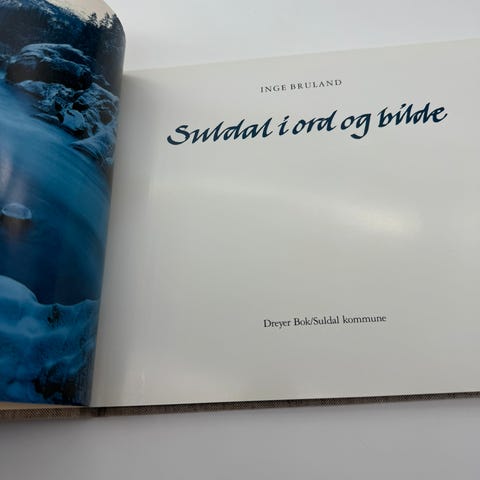 INGE BRULAND
Suldal i ord og bilde
Dreyer Bok/Suldal kommune